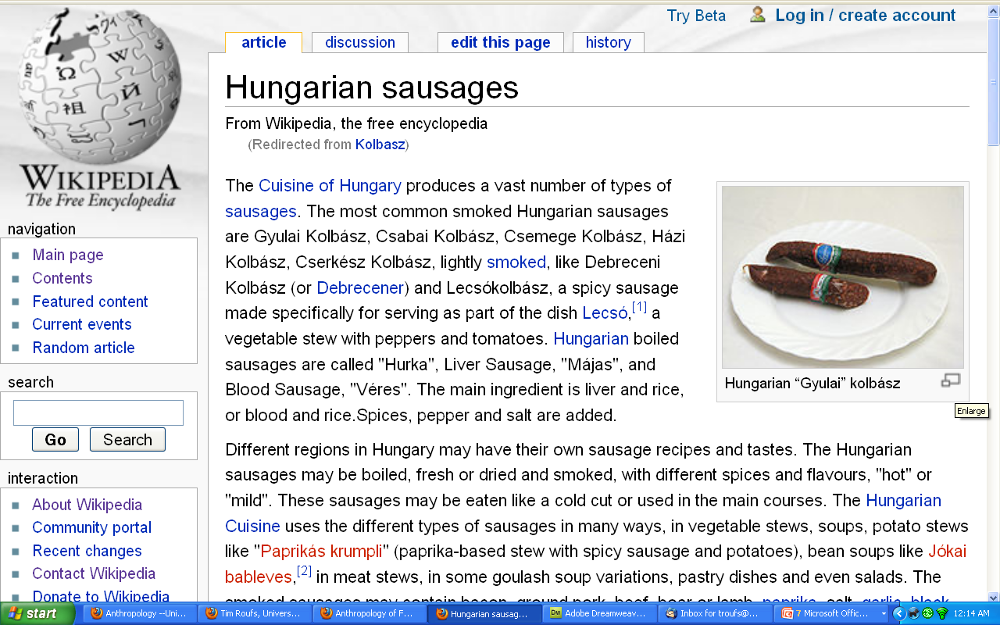 Try Beta
Log in / create account
article
discussion
edit this page
history
Hungarian sausages
From Wikipedia, the free encyclopedia
(Redirected from Kolbasz)
WIKIPEDIA
The Free Encyclopedia
navigation
Main page
Contents
Featured content
Current events
Random article
search
Go
Search
interaction
About Wikipedia
Community portal
Recent changes
Contact Wikipedia
Donate to Wikipedia
The Cuisine of Hungary produces a vast number of types of
sausages. The most common smoked Hungarian sausages
are Gyulai Kolbász, Csabai Kolbász, Csemege Kolbász, Házi
Kolbász, Cserkész Kolbász, lightly smoked, like Debreceni
Kolbász (or Debrecener) and Lecsókolbász, a spicy sausage
made specifically for serving as part of the dish Lecsó,[1] a
vegetable stew with peppers and tomatoes. Hungarian boiled
sausages are called "Hurka", Liver Sausage, "Májas", and
Blood Sausage, "Véres". The main ingredient is liver and rice,
or blood and rice.Spices, pepper and salt are added.
Hungarian “Gyulai” kolbász
Enlarge
Different regions in Hungary may have their own sausage recipes and tastes. The Hungarian
sausages may be boiled, fresh or dried and smoked, with different spices and flavours, "hot" or
"mild". These sausages may be eaten like a cold cut or used in the main courses. The Hungarian
Cuisine uses the different types of sausages in many ways, in vegetable stews, soups, potato stews
like "Paprikás krumpli" (paprika-based stew with spicy sausage and potatoes), bean soups like Jókai
bableves,[2] in meat stews, in some goulash soup variations, pastry dishes and even salads. The
smoked sausages may contain bacon, ground pork, beef, boar or lamb, paprika, salt, garlic, black
start
Anthropology --Uni...
Tim Roufs, Univers...
Anthropology of F...
Hungarian sausag...
Adobe Dreamweav...
Inbox for troufs@...
7 Microsoft Offic...
12:14 AM